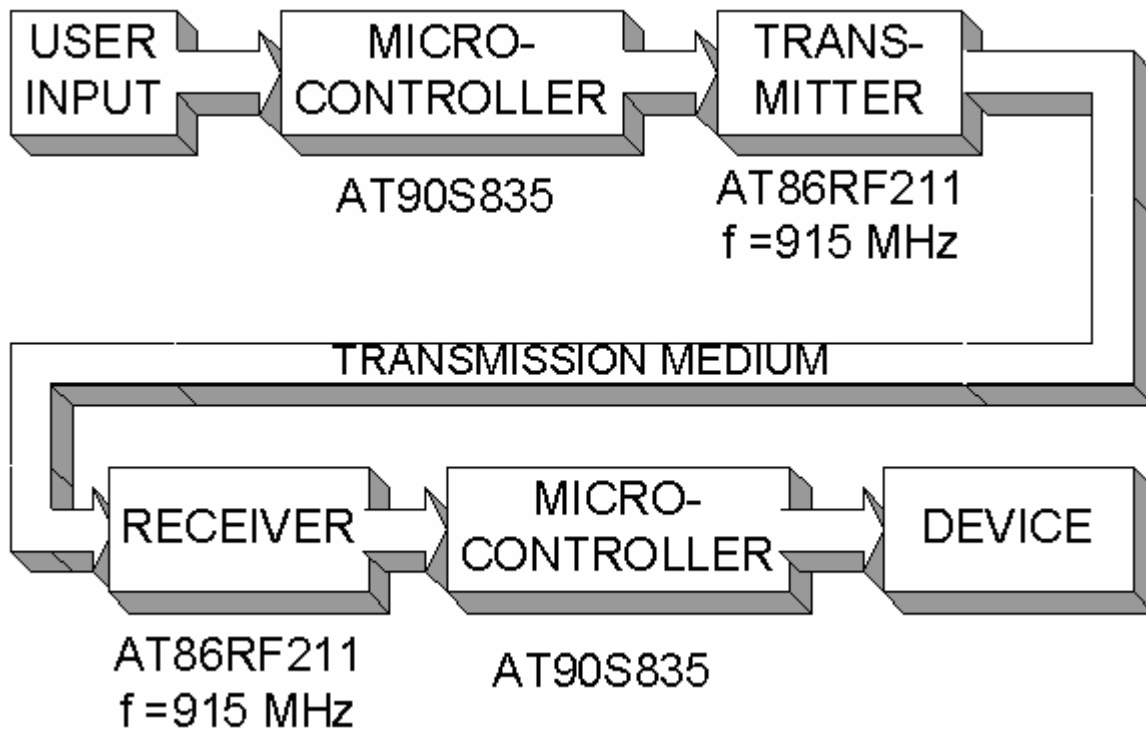 USER
INPUT
MICRO-
CONTROLLER
TRANS-
MITTER
AT90S835
AT86RF211
f =915 MHz
TRANSMISSION MEDIUM
RECEIVER
MICRO-
CONTROLLER
DEVICE
AT86RF211
f =915 MHz
AT90S835